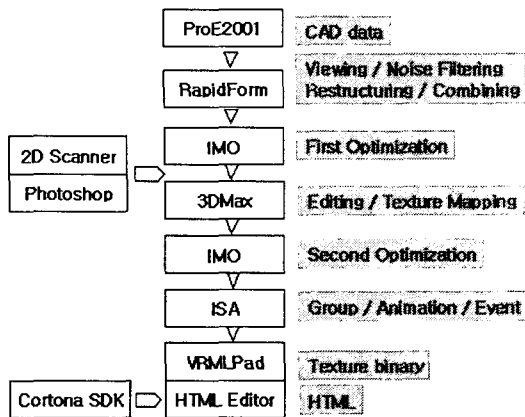 ProE2001
CAD data
RapidForm
Viewing / Noise Filtering
Restructuring / Combining
IMO
First Optimization
2D Scanner
Photoshop
3DMax
Editing / Texture Mapping
IMO
Second Optimization
ISA
Group / Animation / Event
VRMLPad
Texture binary
Cortona SDK
HTML Editor
HTML